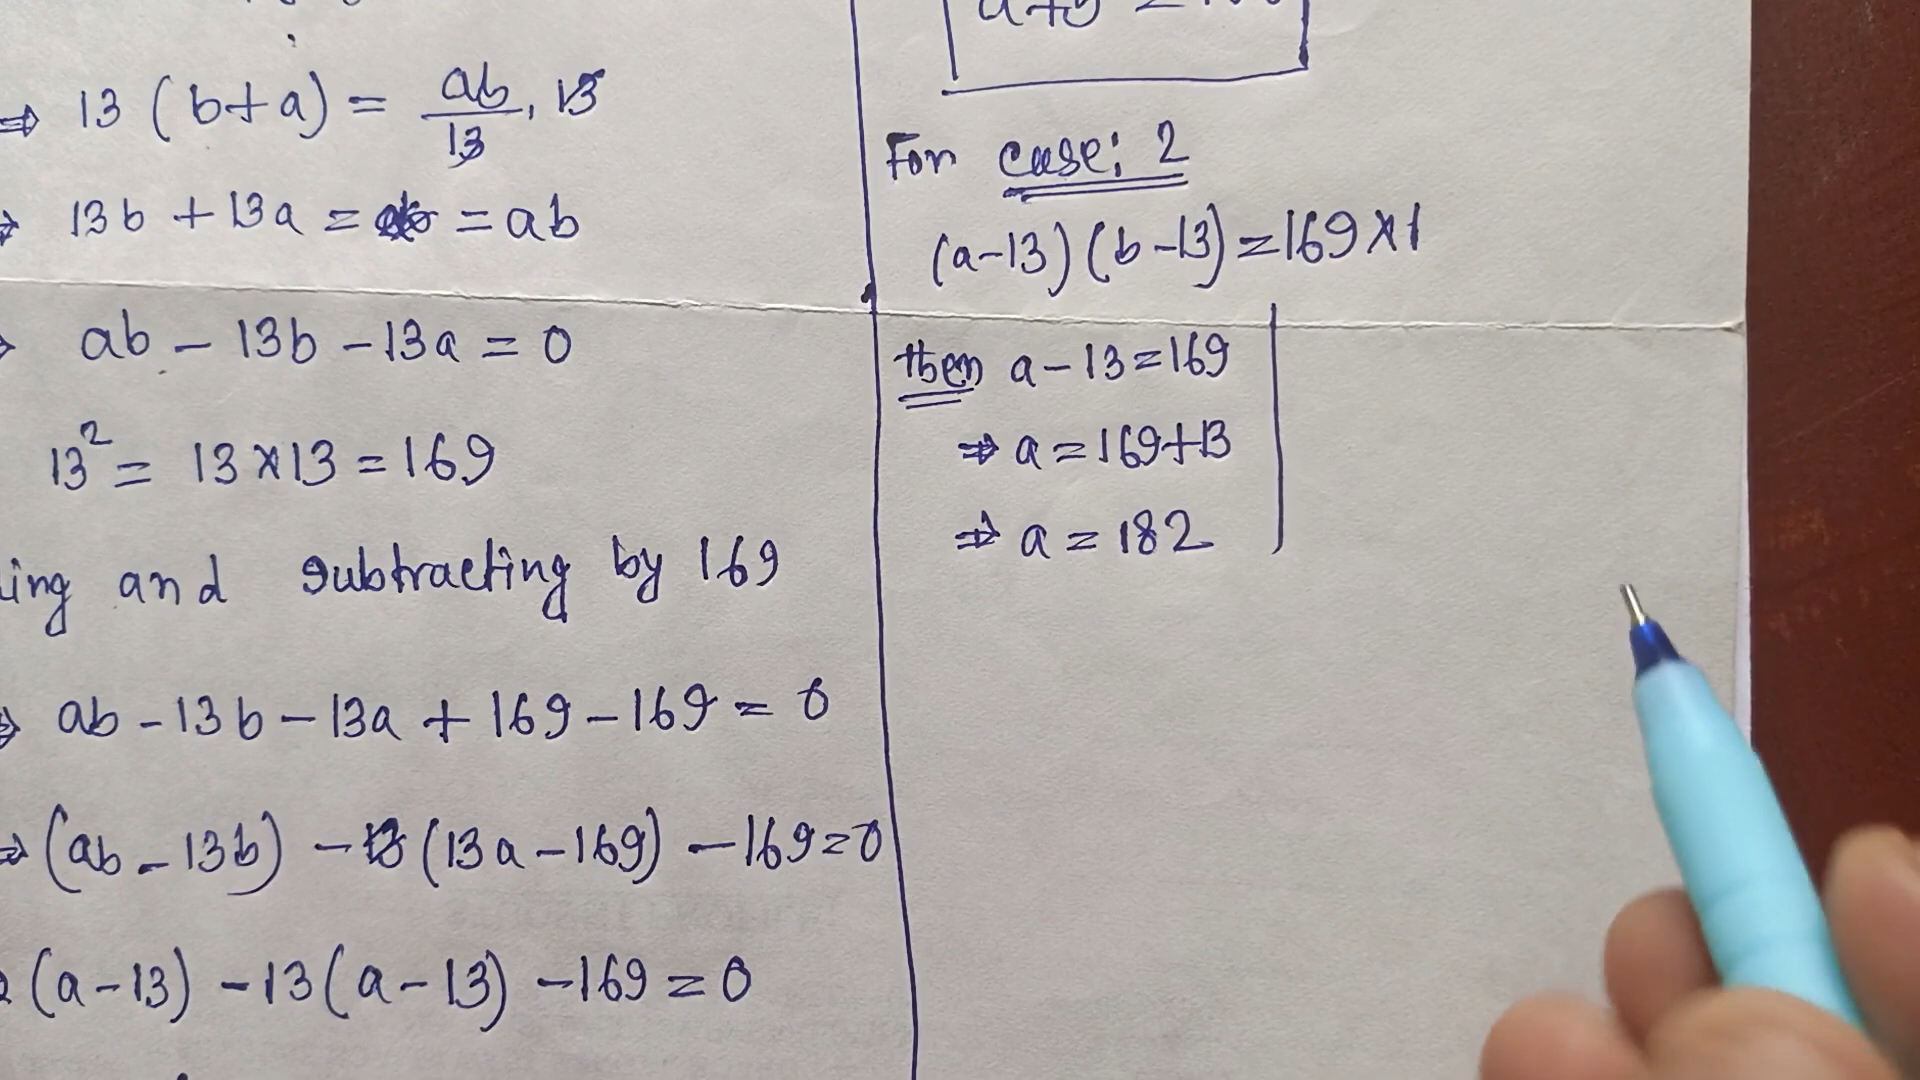 ⇒ 13 (b+a) = ab/13 . 13
⇒ 13b + 13a = = ab
⇒ ab - 13b - 13a = 0
13² = 13×13 = 169
ing and subtracting by 169
⇒ ab - 13b - 13a + 169 - 169 = 0
⇒ (ab - 13b) - (13a - 169) - 169 = 0
(a-13) - 13(a-13) - 169 = 0
For case: 2
(a-13)(b-13) = 169×1
then a-13 = 169
⇒ a = 169+13
⇒ a = 182